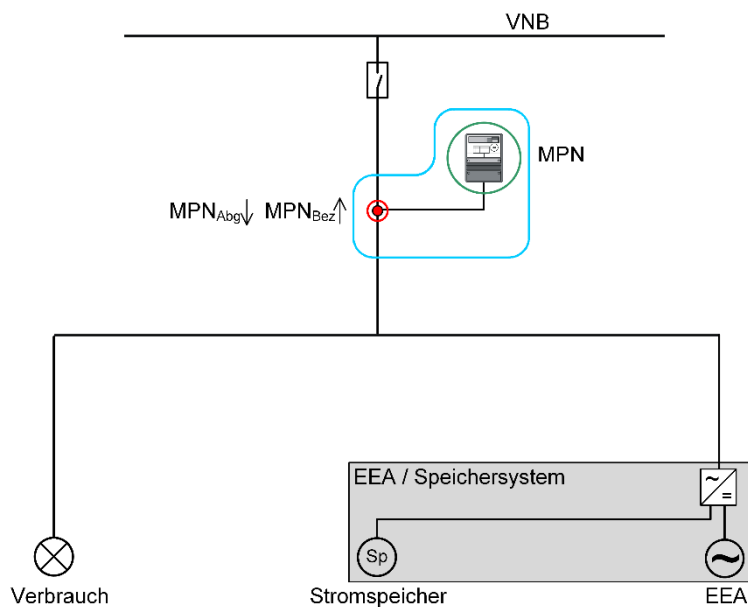 VNB
MPN
MPNAbg↓ MPNBez↑
EEA / Speichersystem
~
=
Sp
~
Verbrauch
Stromspeicher
EEA